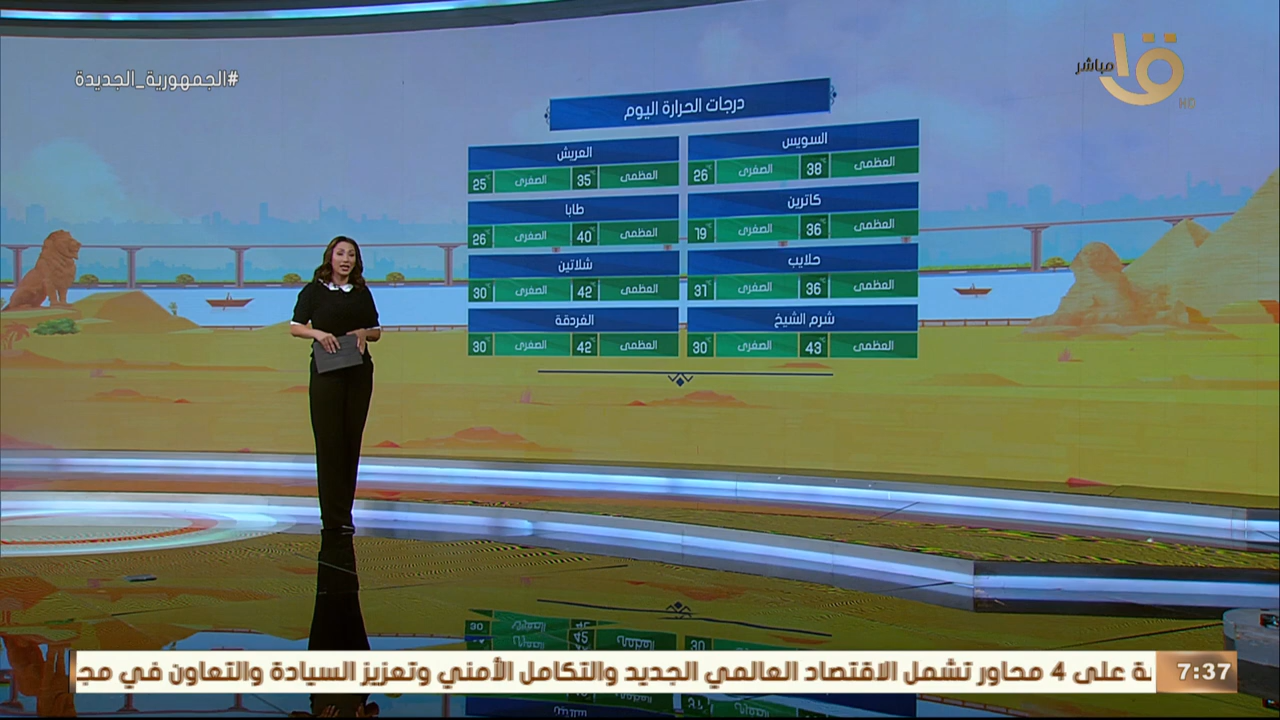 #الجمهورية_الجديدة
مباشر
HD
درجات الحرارة اليوم
السويس
العظمى 38 الصغرى 26
العريش
العظمى 35 الصغرى 25
كاترين
العظمى 36 الصغرى 19
طابا
العظمى 40 الصغرى 26
حلايب
العظمى 36 الصغرى 31
شلاتين
العظمى 42 الصغرى 30
شرم الشيخ
العظمى 43 الصغرى 30
الغردقة
العظمى 42 الصغرى 30
7:37
على 4 محاور تشمل الاقتصاد العالمي الجديد والتكامل الأمني وتعزيز السيادة والتعاون في